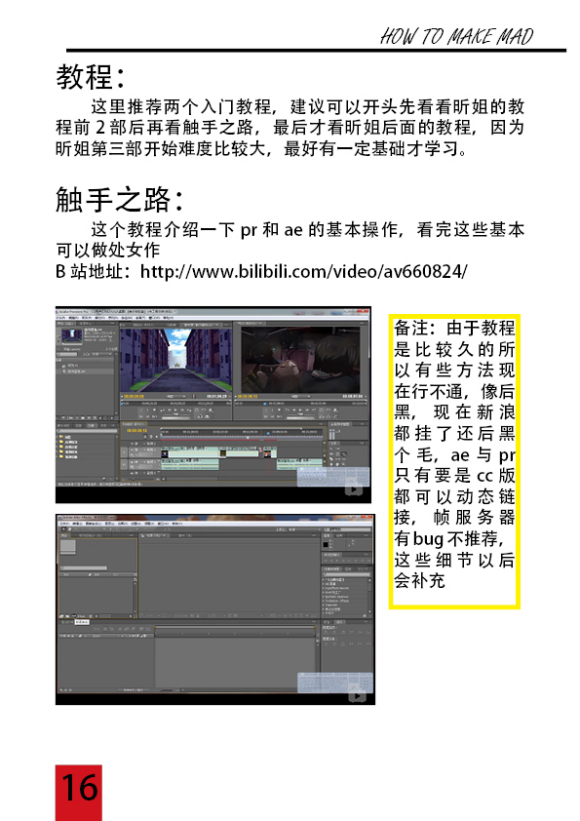 HOW TO MAKE MAD
教程：
这里推荐两个入门教程，建议可以开头先看看昕姐的教
程前 2 部后再看触手之路，最后才看昕姐后面的教程，因为
昕姐第三部开始难度比较大，最好有一定基础才学习。
触手之路：
这个教程介绍一下 pr 和 ae 的基本操作，看完这些基本
可以做处女作
B 站地址：http://www.bilibili.com/video/av660824/
备注：由于教程
是比较久的所
以有些方法现
在行不通，像后
黑，现在新浪
都挂了还后黑
个毛，ae 与 pr
只有要是 cc 版
都可以动态链
接，帧服务器
有bug不推荐，
这些细节以后
会补充
16